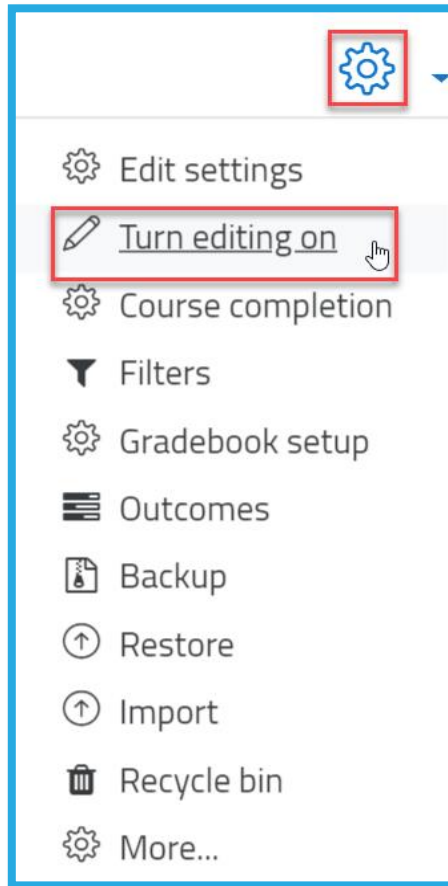 Edit settings
Turn editing on
Course completion
Filters
Gradebook setup
Outcomes
Backup
Restore
Import
Recycle bin
More...